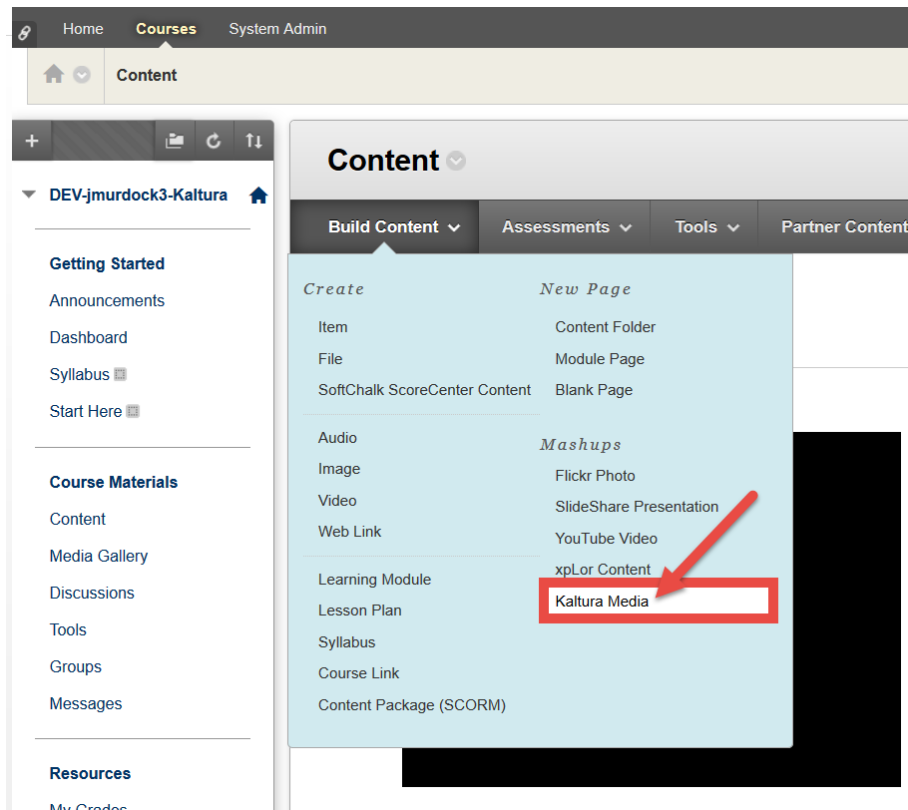 Home Courses System Admin
Content
DEV-jmurdock3-Kaltura
Getting Started
Announcements
Dashboard
Syllabus
Start Here
Course Materials
Content
Media Gallery
Discussions
Tools
Groups
Messages
Resources
My Grades
Content
Build Content Assessments Tools Partner Content
Create
Item
File
SoftChalk ScoreCenter Content
Audio
Image
Video
Web Link
Learning Module
Lesson Plan
Syllabus
Course Link
Content Package (SCORM)
New Page
Content Folder
Module Page
Blank Page
Mashups
Flickr Photo
SlideShare Presentation
YouTube Video
xpLor Content
Kaltura Media